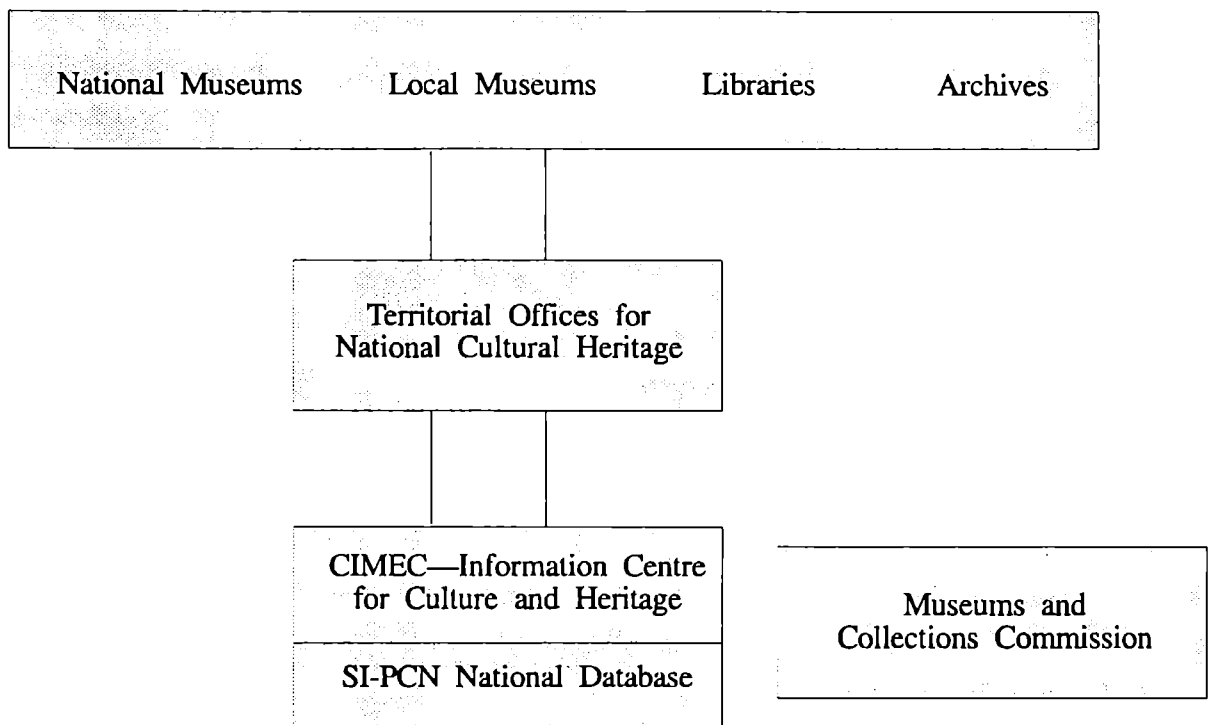 National Museums Local Museums Libraries Archives
Territorial Offices for
National Cultural Heritage
CIMEC—Information Centre
for Culture and Heritage
SI-PCN National Database
Museums and
Collections Commission